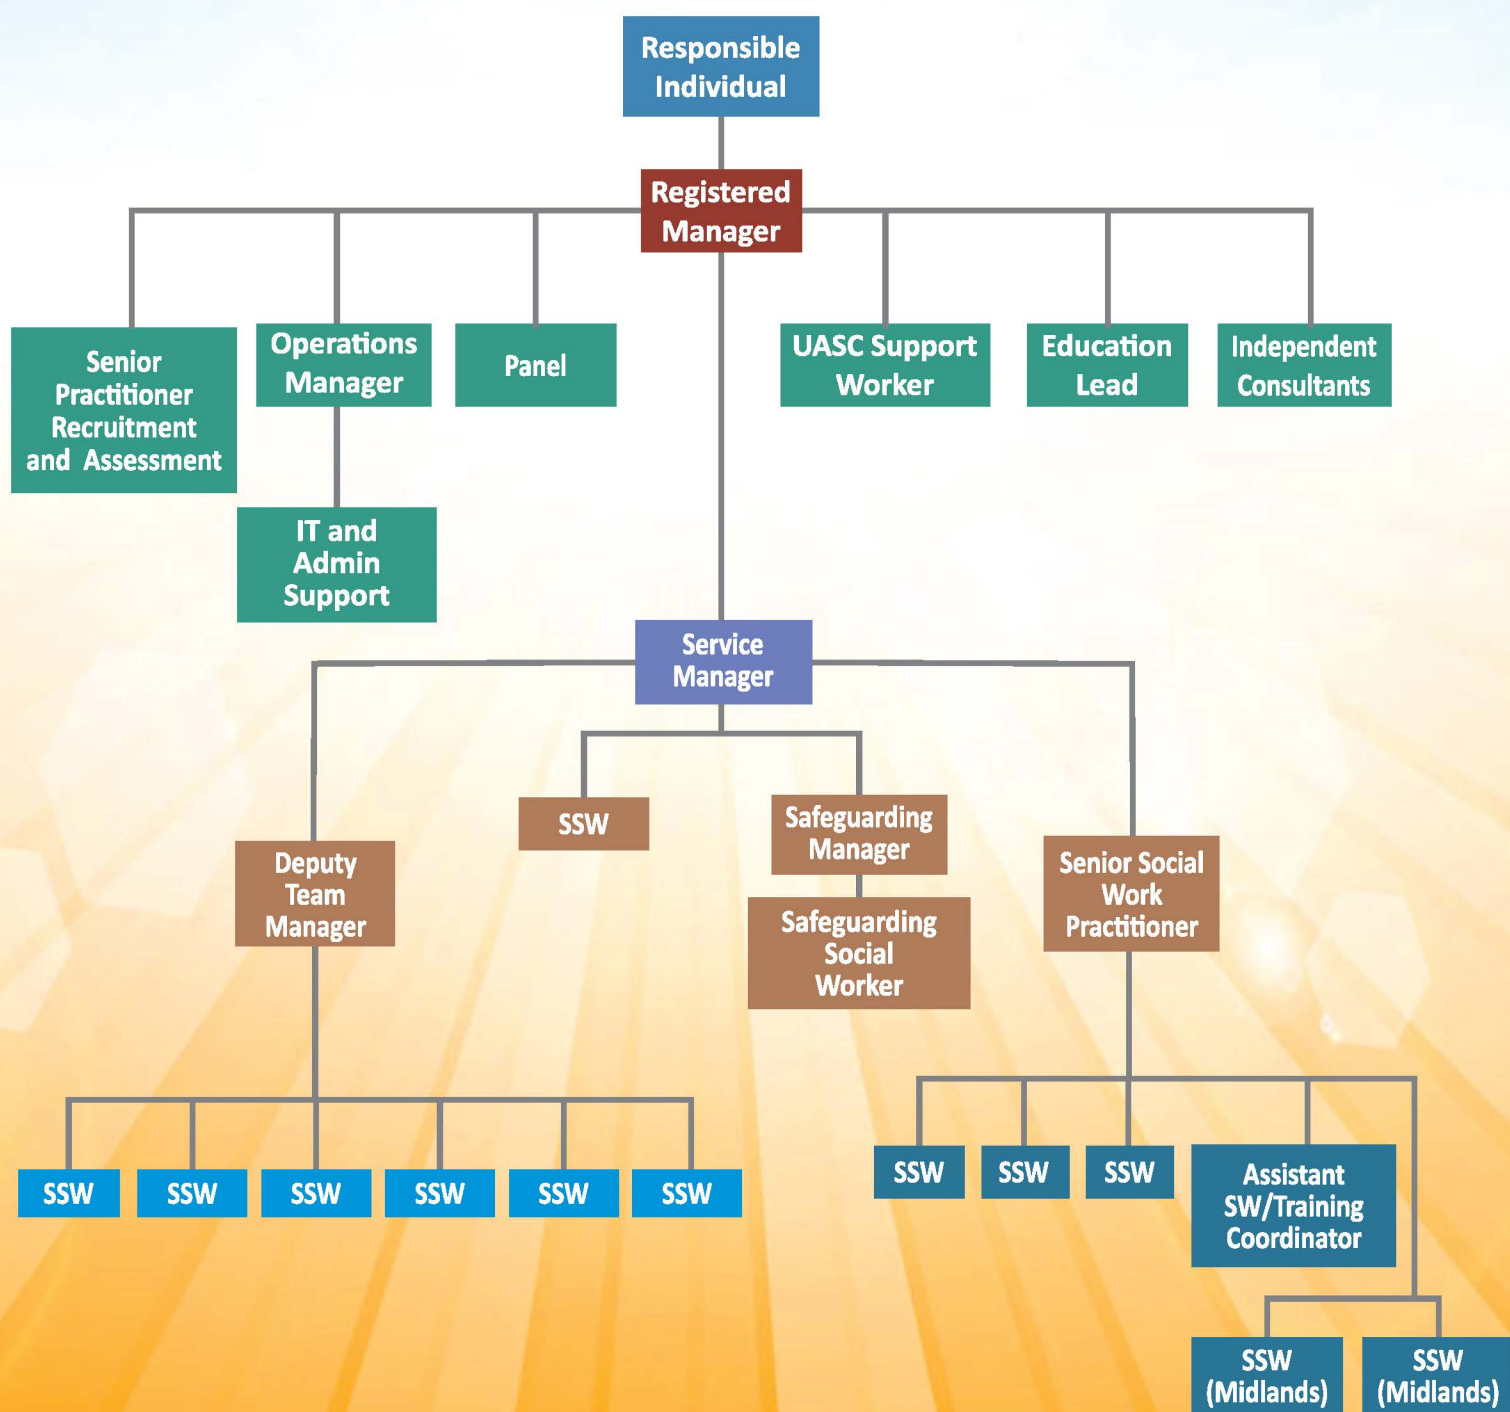 Responsible
Individual
Registered
Manager
Senior
Practitioner
Recruitment
and Assessment
Operations
Manager
Panel
UASC Support
Worker
Education
Lead
Independent
Consultants
IT and
Admin
Support
Service
Manager
SSW
Safeguarding
Manager
Deputy
Team
Manager
Senior Social
Work
Practitioner
Safeguarding
Social
Worker
SSW
SSW
SSW
SSW
SSW
SSW
SSW
SSW
SSW
Assistant
SW/Training
Coordinator
SSW
(Midlands)
SSW
(Midlands)